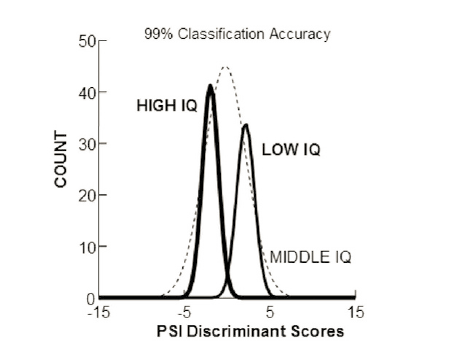 99% Classification Accuracy
50
40
HIGH IQ
30
LOW IQ
COUNT
20
10
MIDDLE IQ
0
-15 -5 5 15
PSI Discriminant Scores